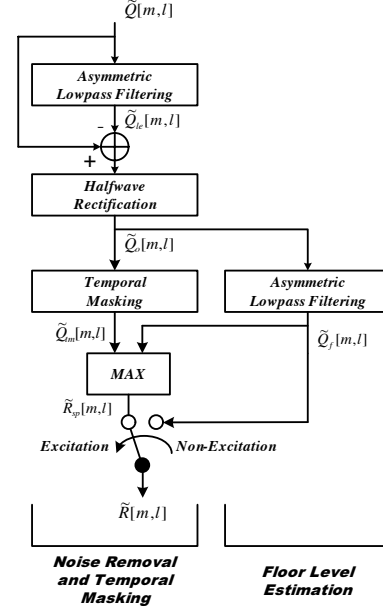 Q̃[m,l]
Asymmetric
Lowpass Filtering
Q̃le[m,l]
-
+
Halfwave
Rectification
Q̃o[m,l]
Temporal
Masking
Asymmetric
Lowpass Filtering
Q̃tm[m,l]
Q̃f[m,l]
MAX
R̃sp[m,l]
Excitation
Non-Excitation
R̃[m,l]
Noise Removal
and Temporal
Masking
Floor Level
Estimation